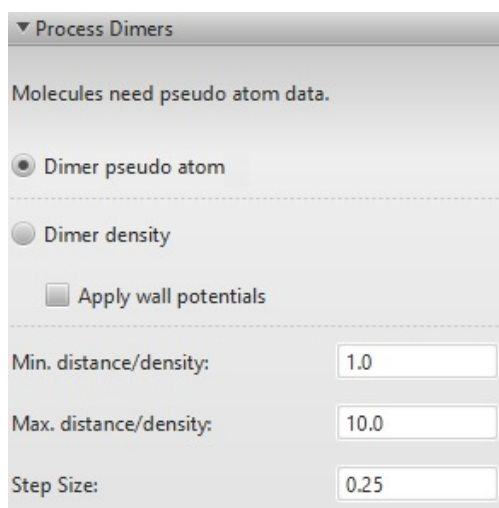 Process Dimers
Molecules need pseudo atom data.
Dimer pseudo atom
Dimer density
Apply wall potentials
Min. distance/density: 1.0
Max. distance/density: 10.0
Step Size: 0.25